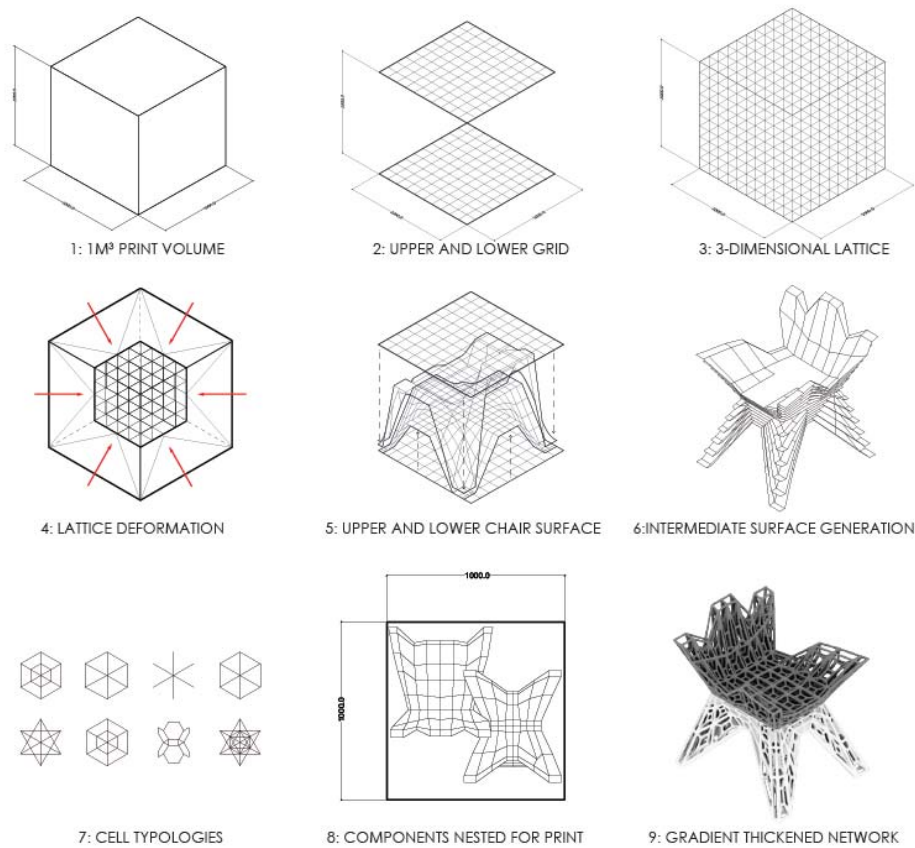 1: 1M³ PRINT VOLUME
2: UPPER AND LOWER GRID
3: 3-DIMENSIONAL LATTICE
4: LATTICE DEFORMATION
5: UPPER AND LOWER CHAIR SURFACE
6:INTERMEDIATE SURFACE GENERATION
1000.0
1000.0
7: CELL TYPOLOGIES
8: COMPONENTS NESTED FOR PRINT
9: GRADIENT THICKENED NETWORK